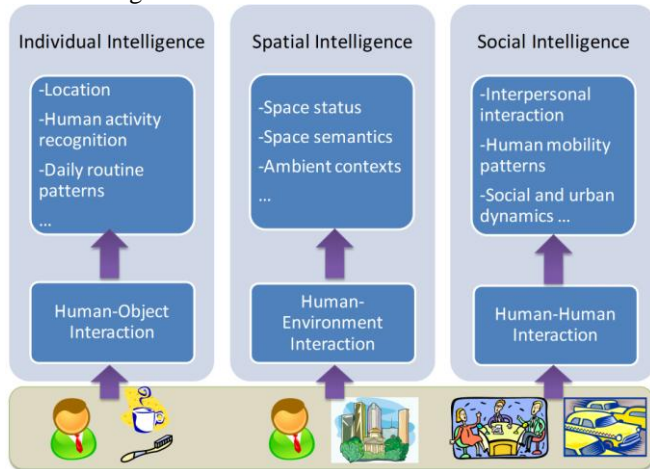 Individual Intelligence
-Location
-Human activity
recognition
-Daily routine
patterns
...
Human-Object
Interaction
Spatial Intelligence
-Space status
-Space semantics
-Ambient contexts
...
Human-
Environment
Interaction
Social Intelligence
-Interpersonal
interaction
-Human mobility
patterns
-Social and urban
dynamics ...
Human-Human
Interaction